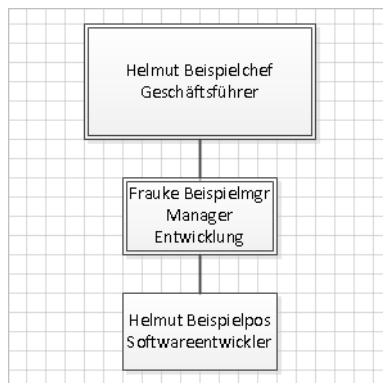 Helmut Beispielchef
Geschäftsführer
Frauke Beispielmgr
Manager
Entwicklung
Helmut Beispielpos
Softwareentwickler